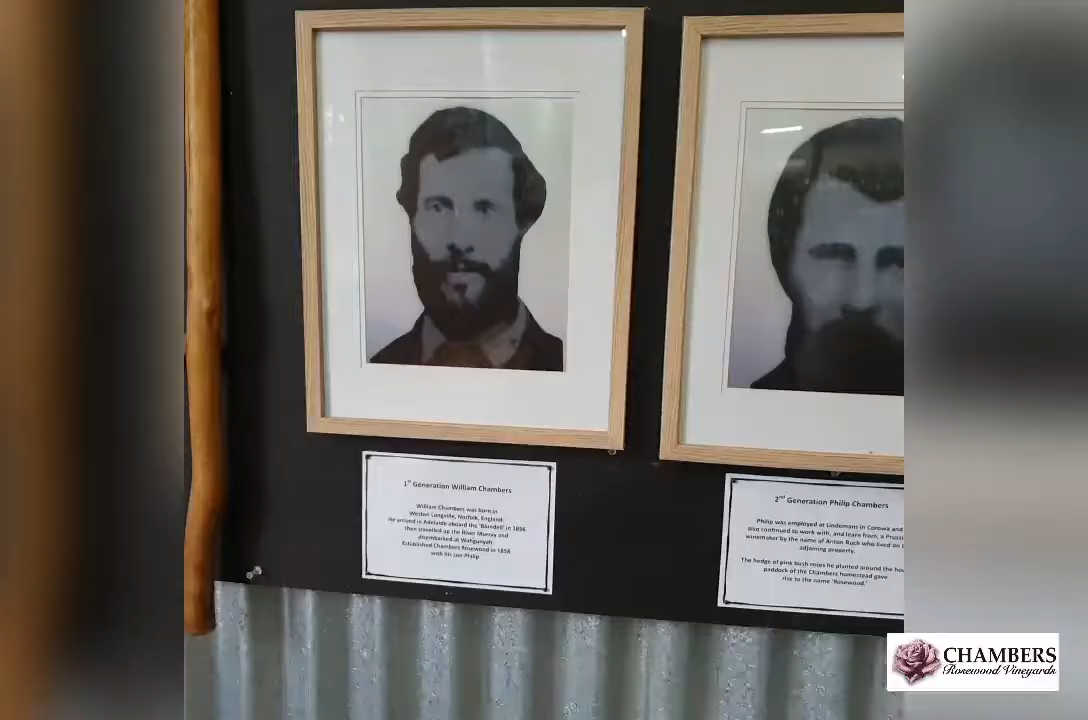 1st Generation William Chambers
William Chambers was born in
Weston Longville, Norfolk, England.
He arrived in Adelaide aboard the 'Blundell' in 1856
then travelled up the River Murray and
disembarked at Wahgunyah.
Established Chambers Rosewood in 1858
with his son Philip
2nd Generation Philip Chambers
Philip was employed at Lindemans in Corowa and
also continued to work with, and learn from, a
winemaker by the name of Anton Ruch who lived on
adjoining property.
The hedge of pink bush roses he planted around the
paddock of the Chambers homestead gave
rise to the name 'Rosewood.'
CHAMBERS
Rosewood Vineyards